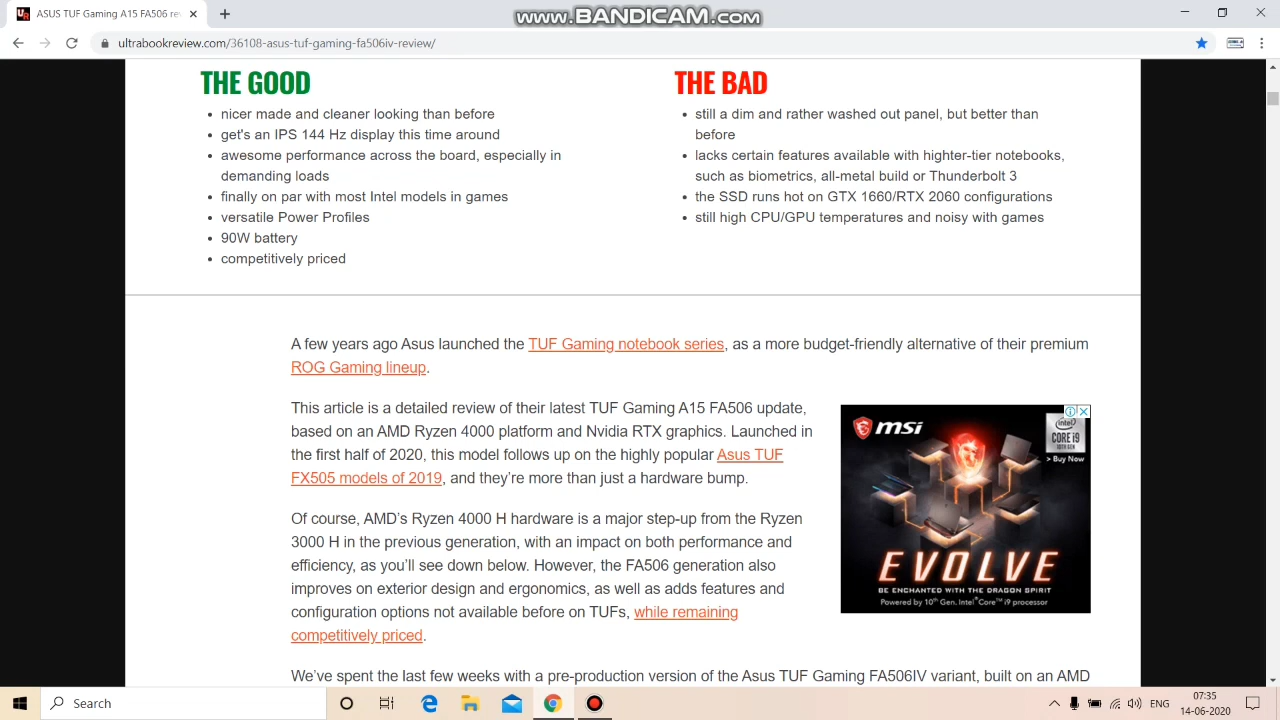 ASUS TUF Gaming A15 FA506 re
www.BANDICAM.com
ultrabookreview.com/36108-asus-tuf-gaming-fa506iv-review/
THE GOOD
nicer made and cleaner looking than before
get's an IPS 144 Hz display this time around
awesome performance across the board, especially in
demanding loads
finally on par with most Intel models in games
versatile Power Profiles
90W battery
competitively priced
THE BAD
still a dim and rather washed out panel, but better than
before
lacks certain features available with highter-tier notebooks,
such as biometrics, all-metal build or Thunderbolt 3
the SSD runs hot on GTX 1660/RTX 2060 configurations
still high CPU/GPU temperatures and noisy with games
A few years ago Asus launched the TUF Gaming notebook series, as a more budget-friendly alternative of their premium
ROG Gaming lineup.
This article is a detailed review of their latest TUF Gaming A15 FA506 update,
based on an AMD Ryzen 4000 platform and Nvidia RTX graphics. Launched in
the first half of 2020, this model follows up on the highly popular Asus TUF
FX505 models of 2019, and they're more than just a hardware bump.
Of course, AMD's Ryzen 4000 H hardware is a major step-up from the Ryzen
3000 H in the previous generation, with an impact on both performance and
efficiency, as you'll see down below. However, the FA506 generation also
improves on exterior design and ergonomics, as well as adds features and
configuration options not available before on TUFs, while remaining
competitively priced.
We've spent the last few weeks with a pre-production version of the Asus TUF Gaming FA506IV variant, built on an AMD
msi
intel
CORE i9
10TH GEN
> Buy Now
EVOLVE
BE ENCHANTED WITH THE DRAGON SPIRIT
Powered by 10th Gen. Intel® Core™ i9 processor
Search
ENG
07:35
14-06-2020